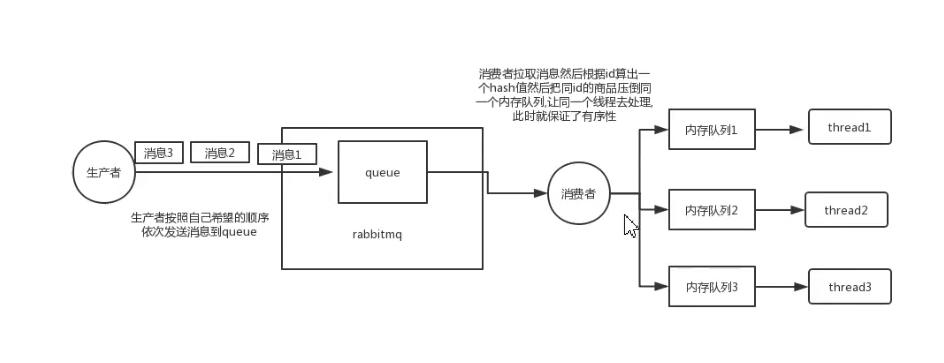 消费者拉取消息然后根据id算出一
个hash值然后把同id的商品压倒同
一个内存队列,让同一个线程去处理,
此时就保证了有序性
内存队列1
thread1
消息3
消息2
消息1
生产者
queue
消费者
内存队列2
thread2
生产者按照自己希望的顺序
依次发送消息到queue
rabbitmq
内存队列3
thread3